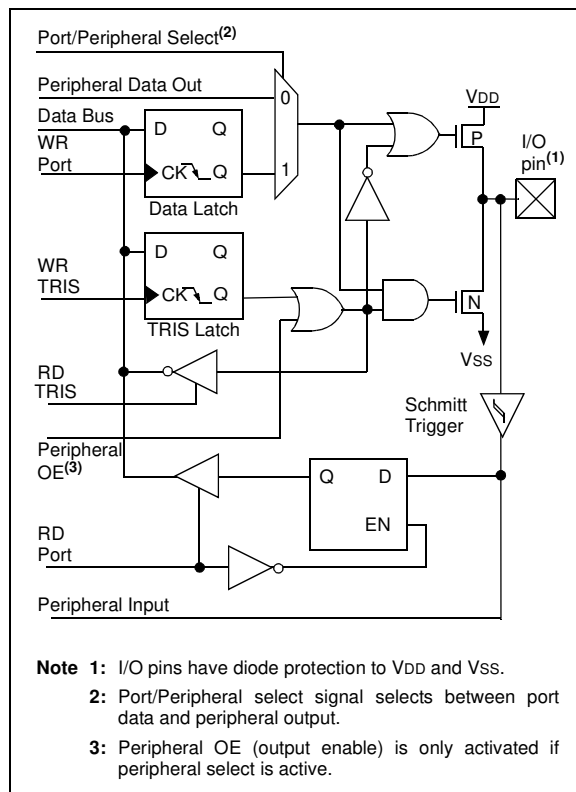 Port/Peripheral Select(2)
Peripheral Data Out
Data Bus
WR
Port
D Q
CK Q
Data Latch
0
1
VDD
P
I/O
pin(1)
WR
TRIS
D Q
CK Q
TRIS Latch
N
VSS
RD
TRIS
Schmitt
Trigger
Peripheral
OE(3)
Q D
EN
RD
Port
Peripheral Input
Note 1: I/O pins have diode protection to VDD and VSS.
2: Port/Peripheral select signal selects between port
data and peripheral output.
3: Peripheral OE (output enable) is only activated if
peripheral select is active.